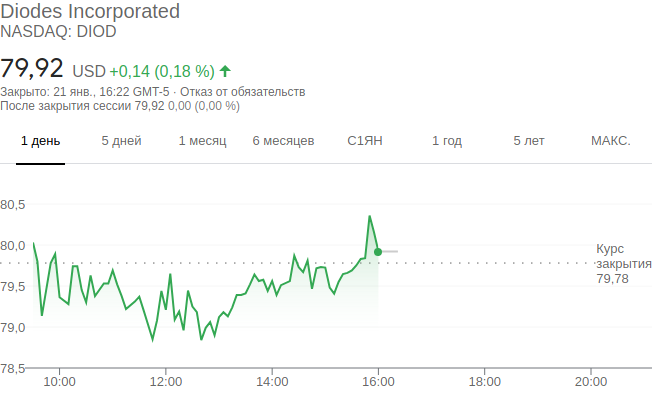 Diodes Incorporated
NASDAQ: DIOD
79,92 USD +0,14 (0,18 %)
Закрыто: 21 янв., 16:22 GMT-5 · Отказ от обязательств
После закрытия сессии 79,92 0,00 (0,00 %)
1 день 5 дней 1 месяц 6 месяцев С1ЯН 1 год 5 лет МАКС.
80,5
80,0
Курс
закрытия
79,78
79,5
79,0
78,5
10:00 12:00 14:00 16:00 18:00 20:00